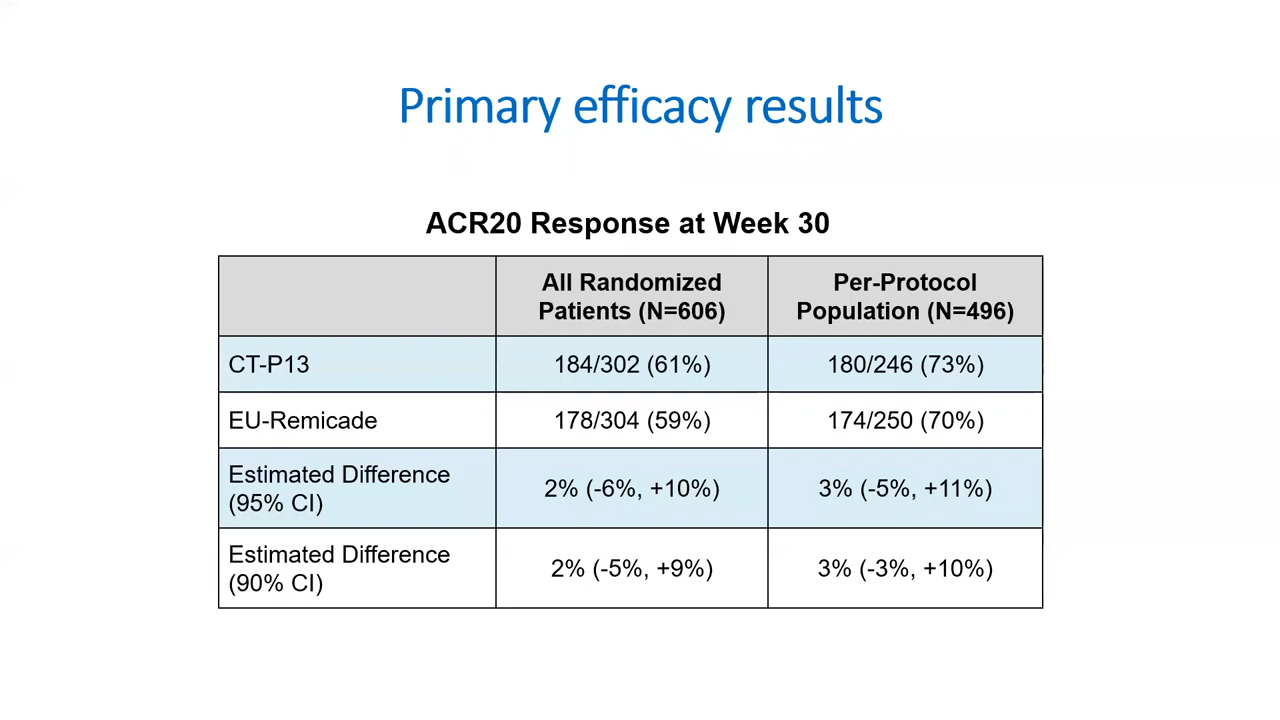 Primary efficacy results
ACR20 Response at Week 30
All Randomized
Patients (N=606)
Per-Protocol
Population (N=496)
CT-P13
184/302 (61%)
180/246 (73%)
EU-Remicade
178/304 (59%)
174/250 (70%)
Estimated Difference
(95% CI)
2% (-6%, +10%)
3% (-5%, +11%)
Estimated Difference
(90% CI)
2% (-5%, +9%)
3% (-3%, +10%)